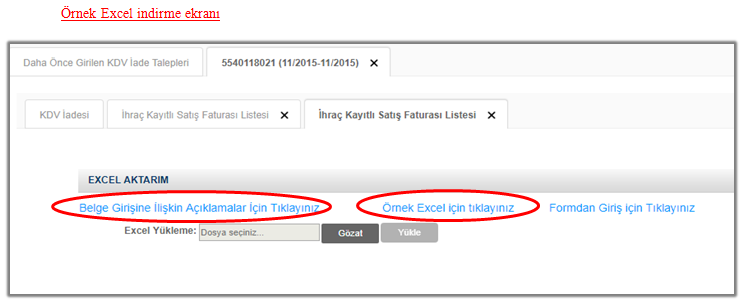 Örnek Excel indirme ekranı
Daha Önce Girilen KDV İade Talepleri 5540118021 (11/2015-11/2015) ×
KDV İadesi İhraç Kayıtlı Satış Faturası Listesi × İhraç Kayıtlı Satış Faturası Listesi ×
EXCEL AKTARIM
Belge Girişine İlişkin Açıklamalar İçin Tıklayınız Örnek Excel için tıklayınız Formdan Giriş için Tıklayınız
Excel Yükleme: Dosya seçiniz... Gözat Yükle